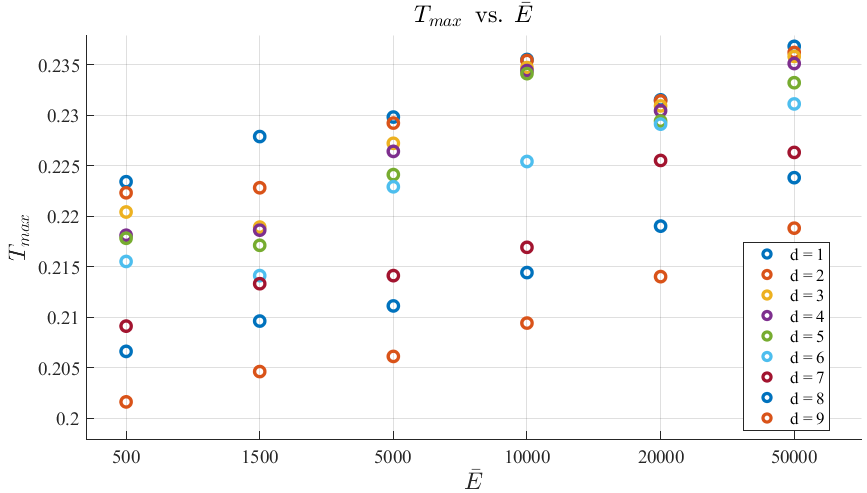 T_max vs. Ē
T_max
0.235
0.23
0.225
0.22
0.215
0.21
0.205
0.2
500 1500 5000 10000 20000 50000
Ē
d = 1
d = 2
d = 3
d = 4
d = 5
d = 6
d = 7
d = 8
d = 9